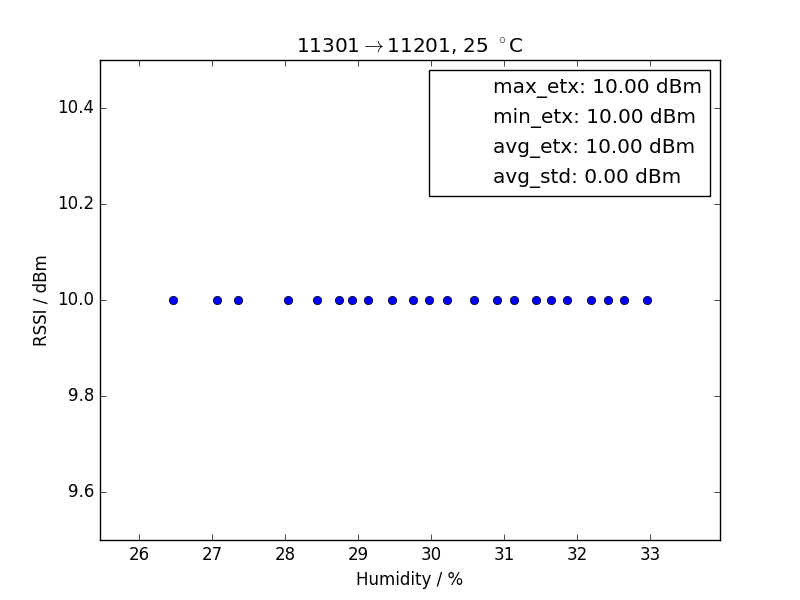 11301→11201, 25 °C
max_etx: 10.00 dBm
min_etx: 10.00 dBm
avg_etx: 10.00 dBm
avg_std: 0.00 dBm
RSSI / dBm
10.4
10.2
10.0
9.8
9.6
26 27 28 29 30 31 32 33
Humidity / %